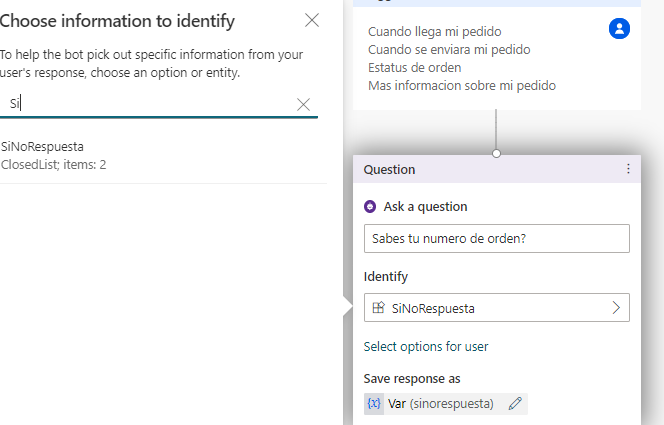 Choose information to identify
To help the bot pick out specific information from your
user's response, choose an option or entity.
Si
SiNoRespuesta
ClosedList; items: 2
Cuando llega mi pedido
Cuando se enviara mi pedido
Estatus de orden
Mas informacion sobre mi pedido
Question
Ask a question
Sabes tu numero de orden?
Identify
SiNoRespuesta
Select options for user
Save response as
{x} Var (sinorespuesta)